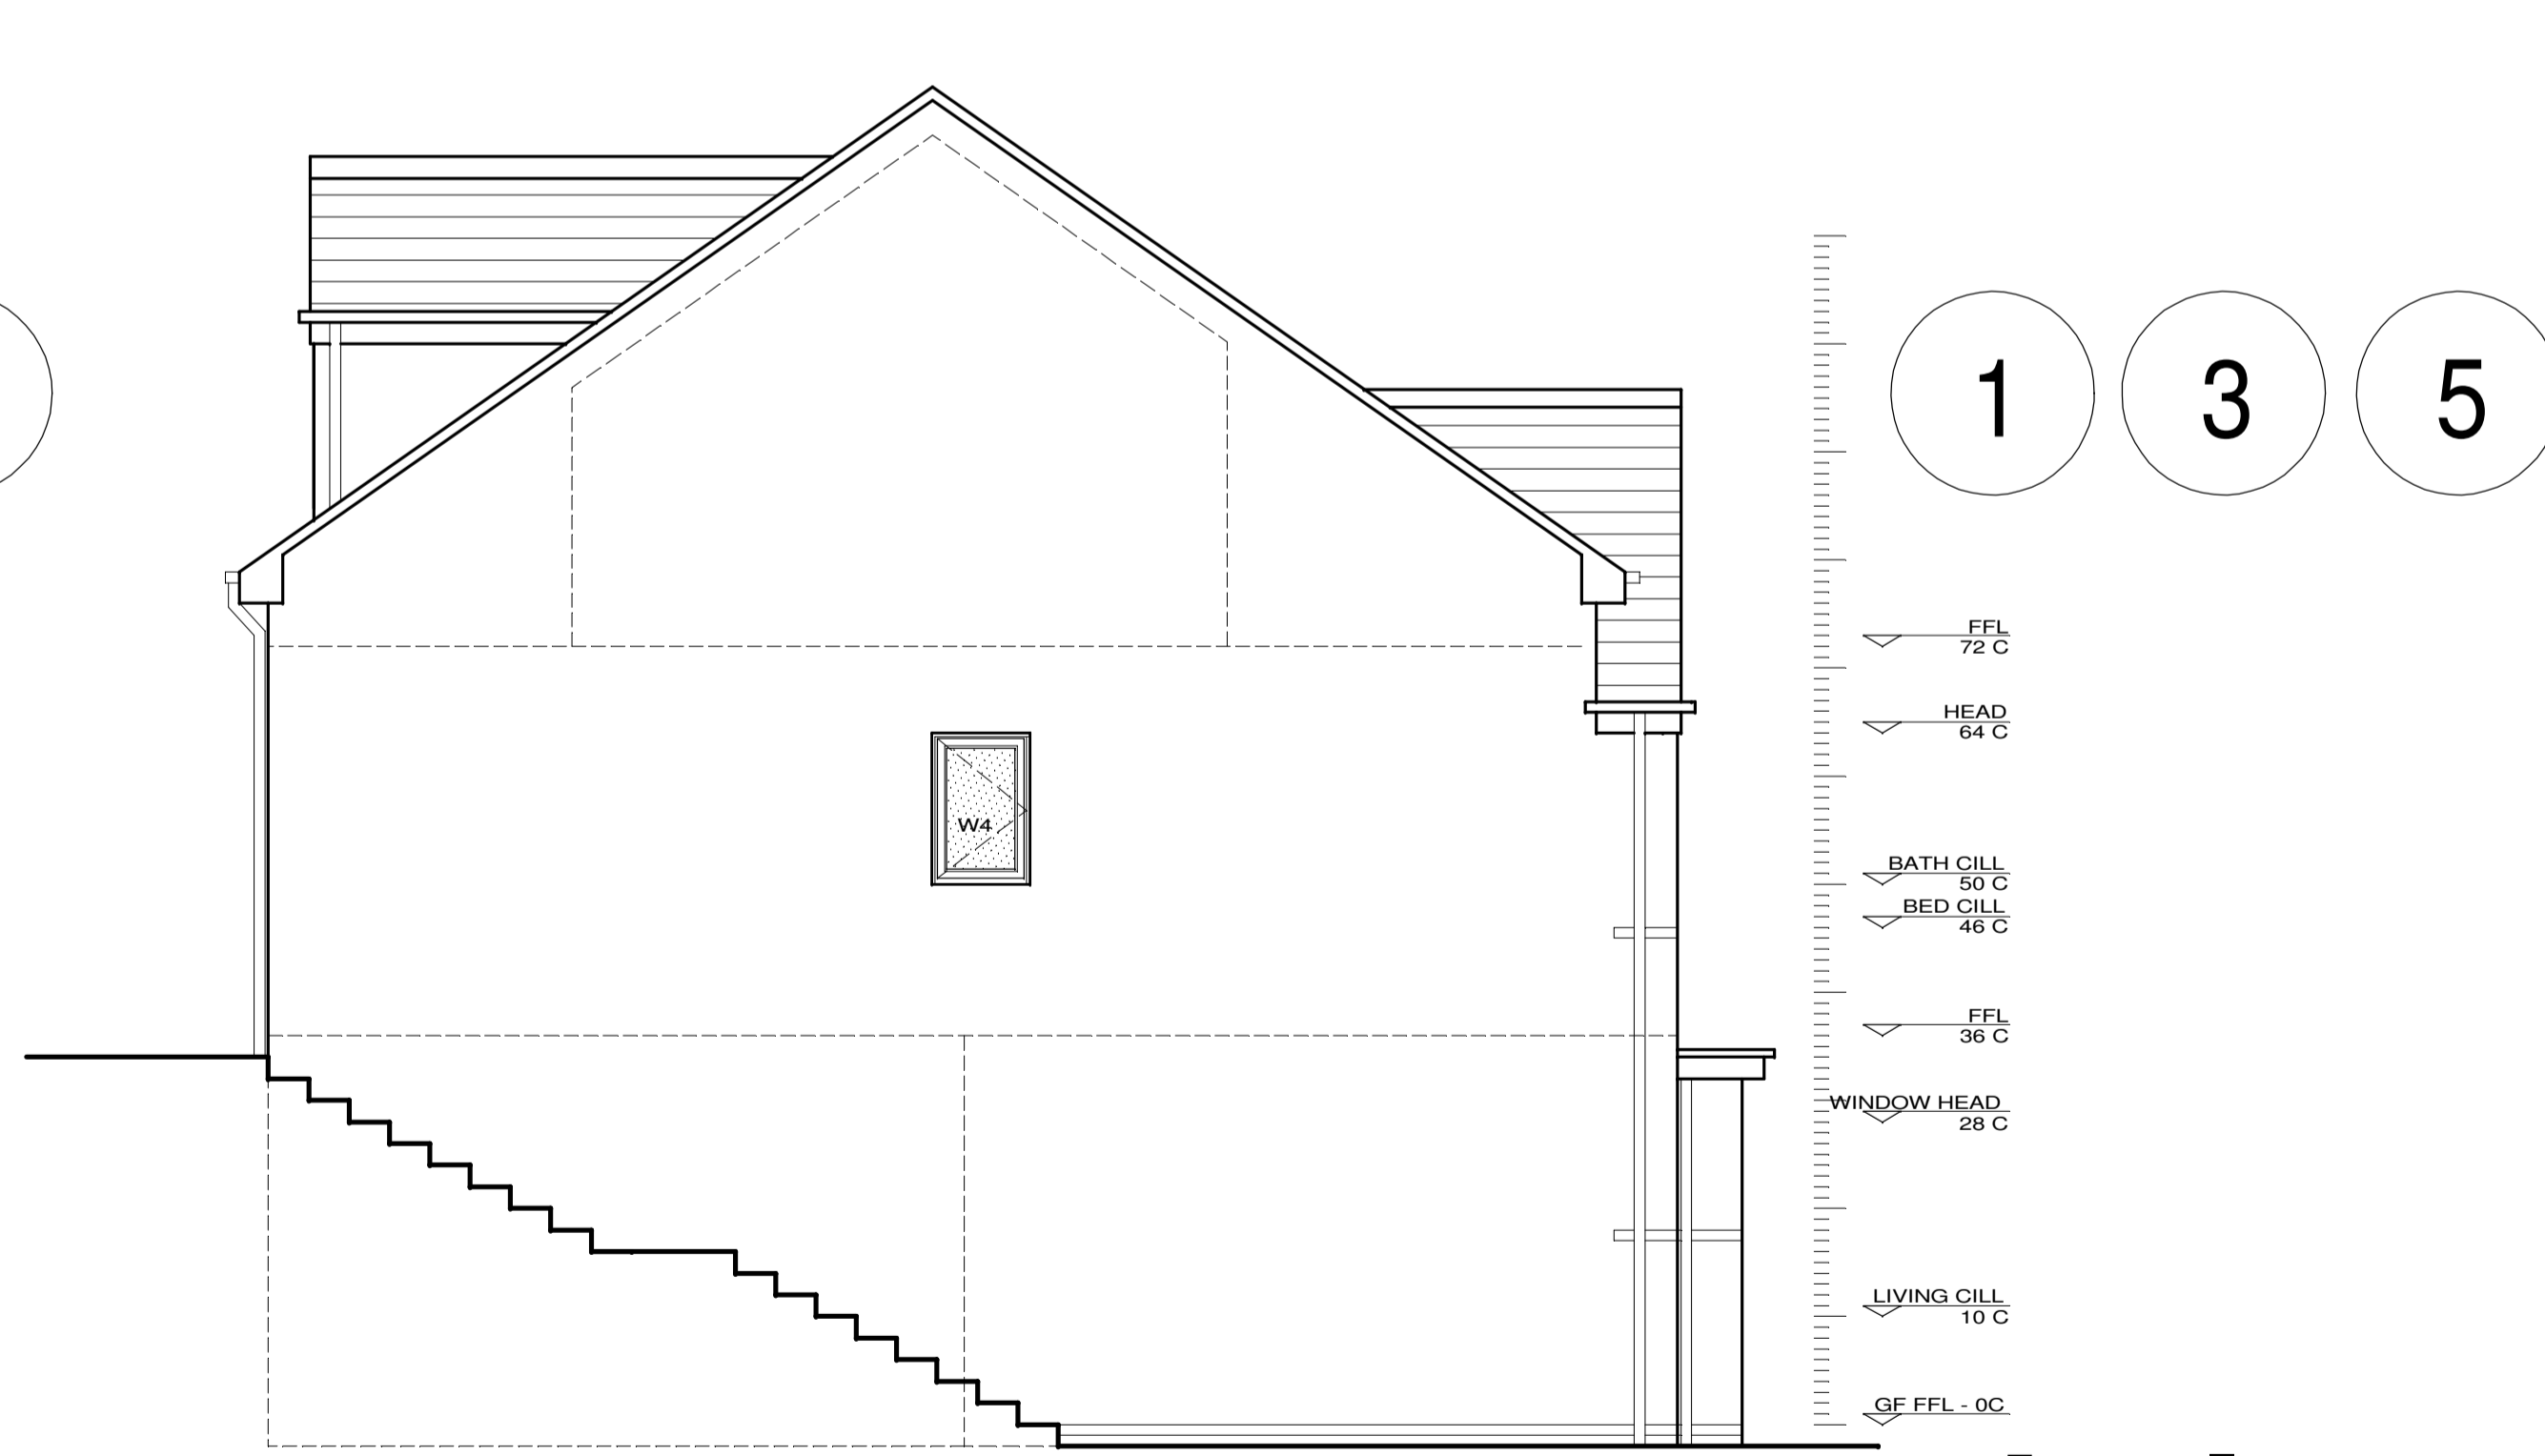 1 3 5
FFL
72 C
HEAD
64 C
W4
BATH CILL
50 C
BED CILL
46 C
FFL
36 C
WINDOW HEAD
28 C
LIVING CILL
10 C
GF FFL - 0C